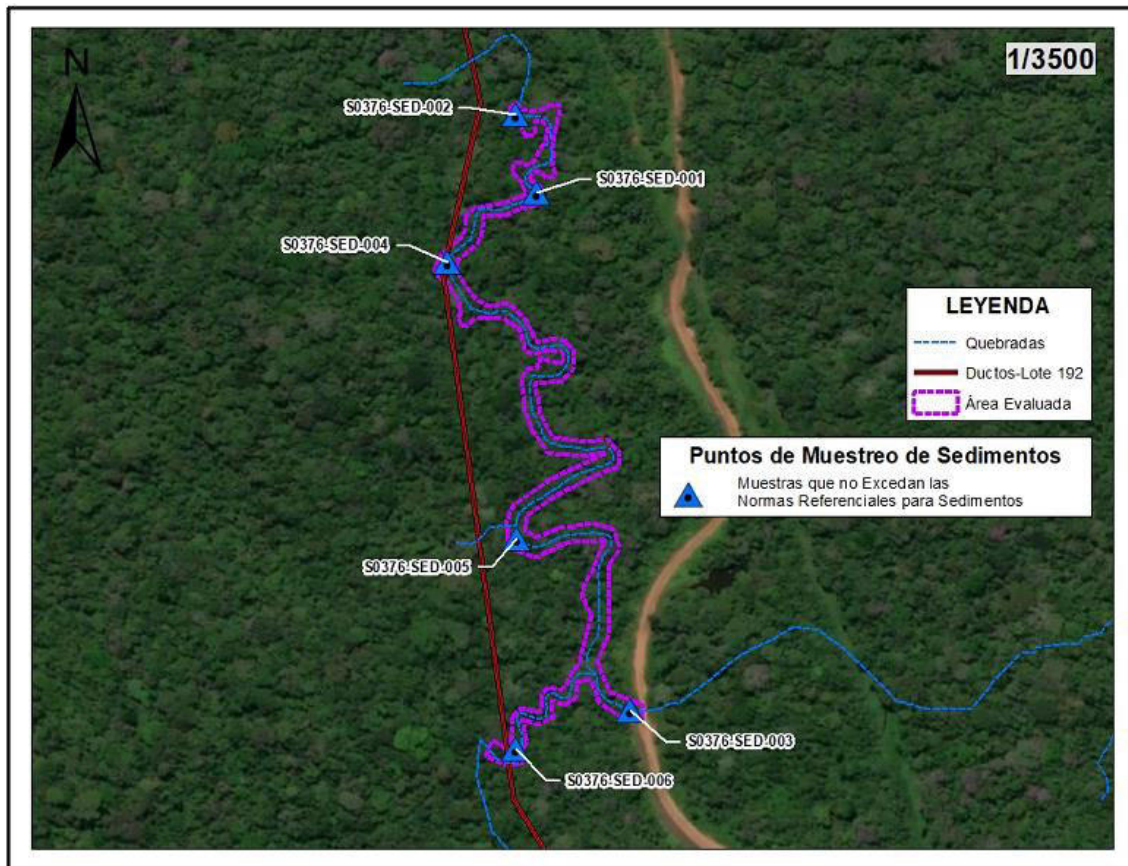 1/3500
N
S0376-SED-002
S0376-SED-001
S0376-SED-004
LEYENDA
Quebradas
Ductos-Lote 192
Área Evaluada
Puntos de Muestreo de Sedimentos
Muestras que no Excedan las
Normas Referenciales para Sedimentos
S0376-SED-005
S0376-SED-003
S0376-SED-006